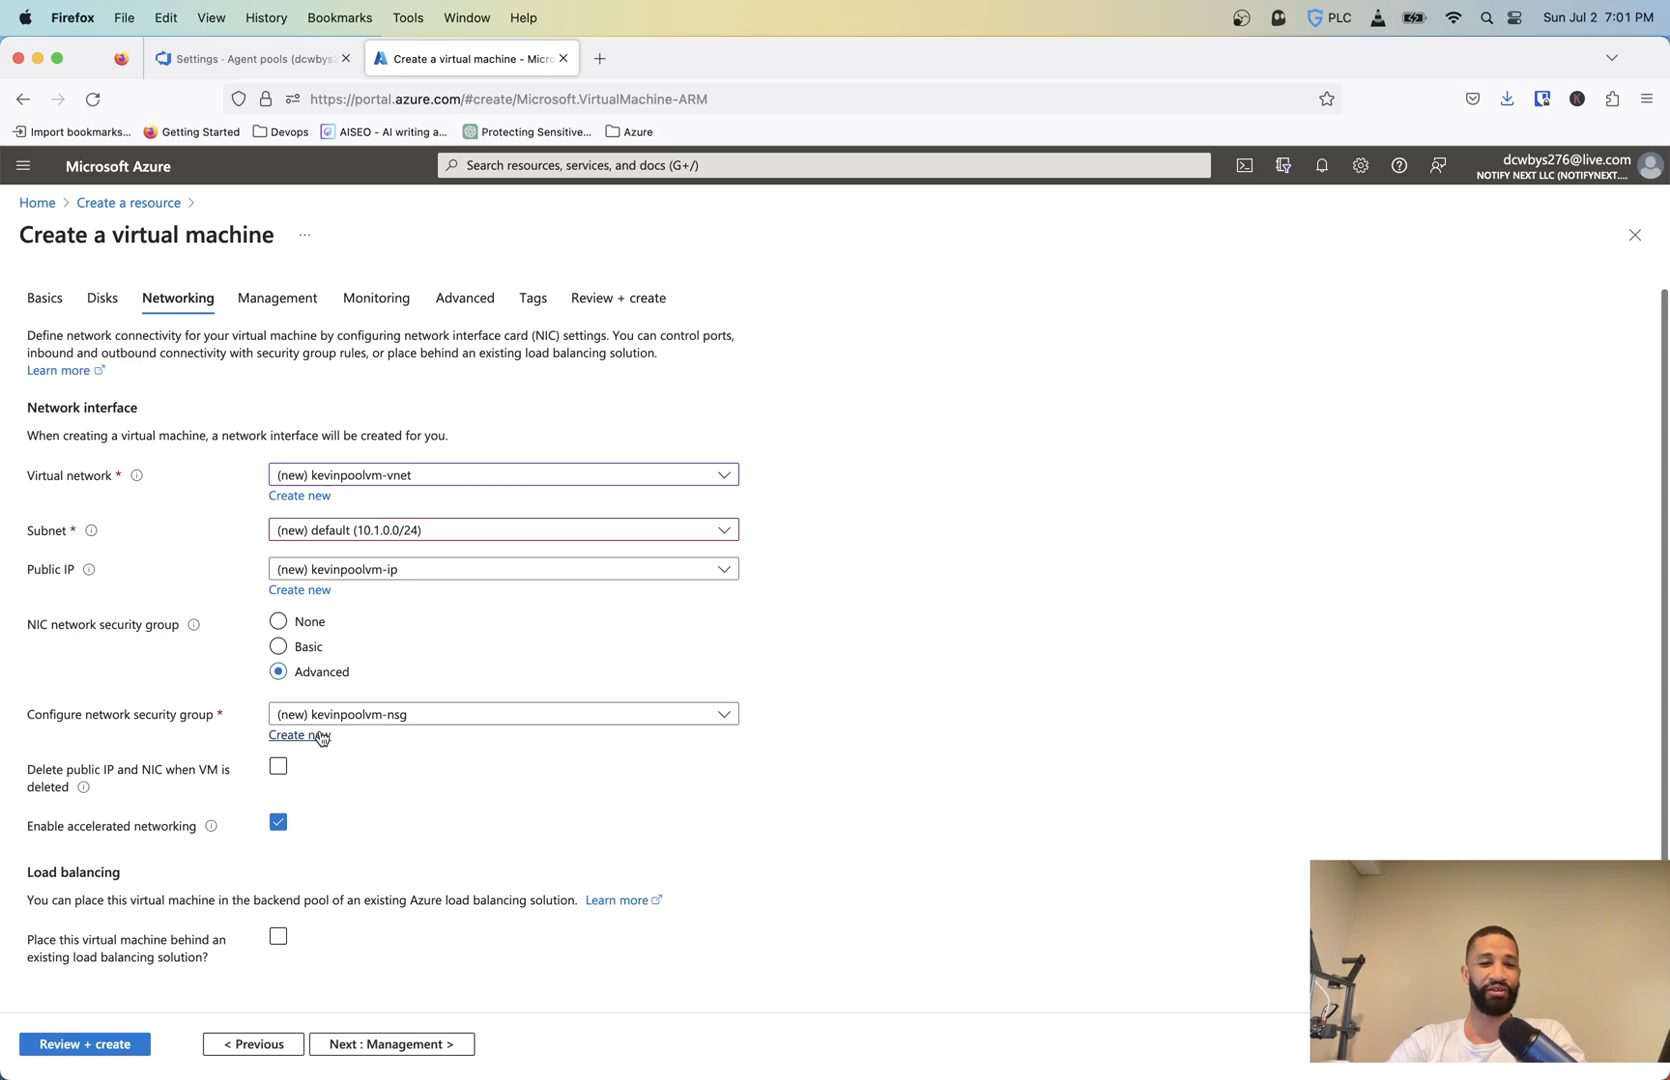 Firefox File Edit View History Bookmarks Tools Window Help PLC Sun Jul 2 7:01 PM
Settings · Agent pools (dcwbys2
Create a virtual machine - Micro
https://portal.azure.com/#create/Microsoft.VirtualMachine-ARM
Import bookmarks... Getting Started Devops AISEO - AI writing a... Protecting Sensitive... Azure
Microsoft Azure
Search resources, services, and docs (G+/)
dcwbys276@live.com
NOTIFY NEXT LLC (NOTIFYNEXT....
Home > Create a resource >
Create a virtual machine ...
Basics Disks Networking Management Monitoring Advanced Tags Review + create
Define network connectivity for your virtual machine by configuring network interface card (NIC) settings. You can control ports,
inbound and outbound connectivity with security group rules, or place behind an existing load balancing solution.
Learn more
Network interface
When creating a virtual machine, a network interface will be created for you.
Virtual network *
(new) kevinpoolvm-vnet
Create new
Subnet *
(new) default (10.1.0.0/24)
Public IP
(new) kevinpoolvm-ip
Create new
NIC network security group
None
Basic
Advanced
Configure network security group *
(new) kevinpoolvm-nsg
Create new
Delete public IP and NIC when VM is
deleted
Enable accelerated networking
Load balancing
You can place this virtual machine in the backend pool of an existing Azure load balancing solution. Learn more
Place this virtual machine behind an
existing load balancing solution?
Review + create
< Previous
Next : Management >